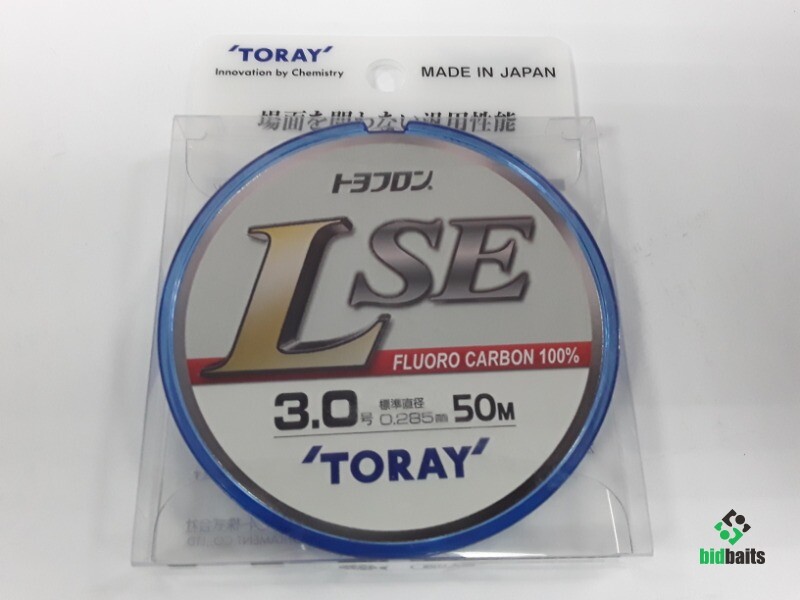 'TORAY'
Innovation by Chemistry
MADE IN JAPAN
場面を問わない汎用性能
トヨフロン
LSE
FLUORO CARBON 100%
3.0号 標準直径 0.285mm 50M
'TORAY'
bidbaits